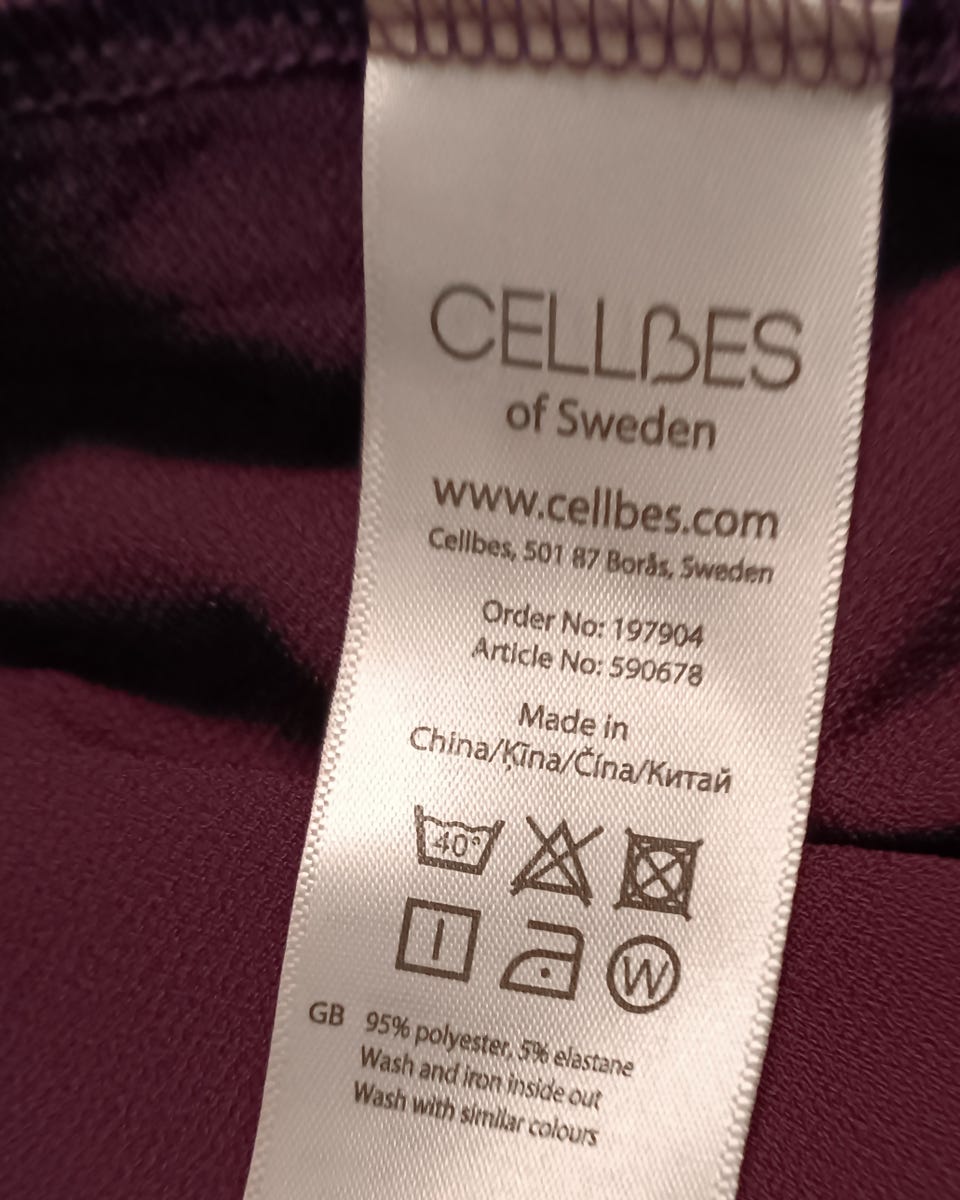 CELLBES
of Sweden
www.cellbes.com
Cellbes, 501 87 Borås, Sweden
Order No: 197904
Article No: 590678
Made in
China/Ķīna/Čína/Китай
40°
W
GB 95% polyester, 5% elastane
Wash and iron inside out
Wash with similar colours